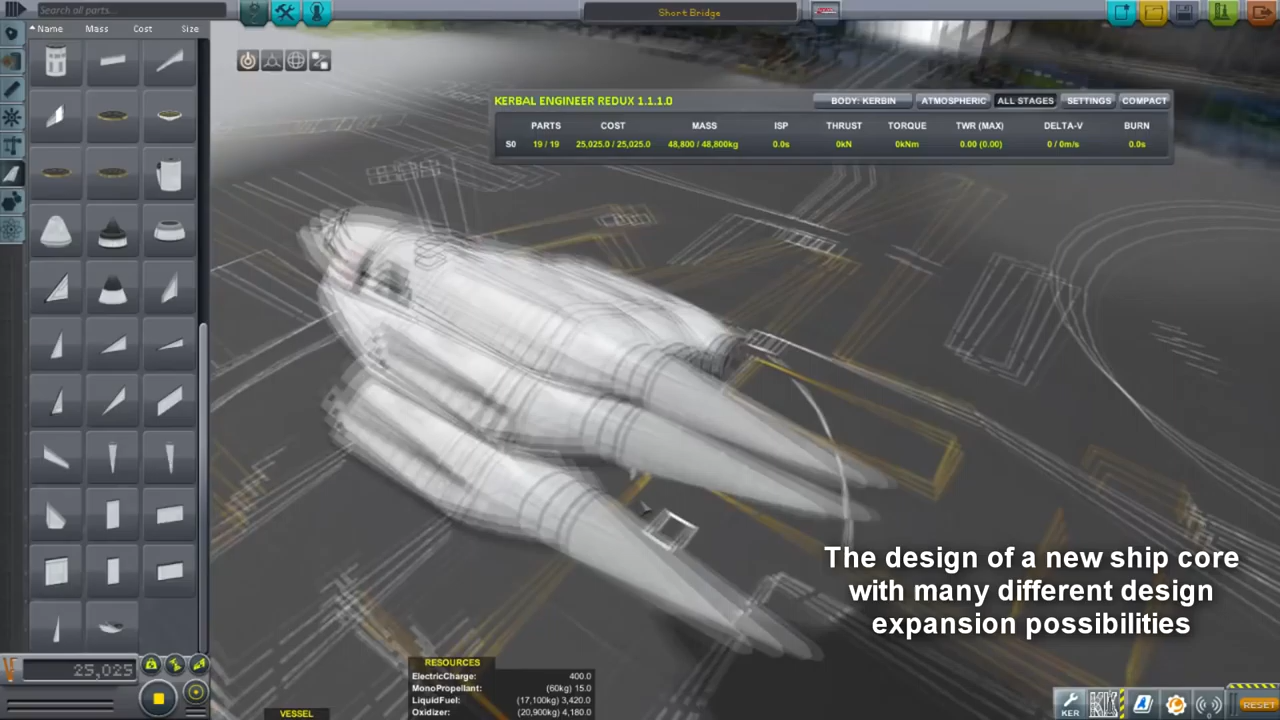 Search all parts...
Short Bridge
Name Mass Cost Size
KERBAL ENGINEER REDUX 1.1.1.0
BODY: KERBIN ATMOSPHERIC ALL STAGES SETTINGS COMPACT
PARTS COST MASS ISP THRUST TORQUE TWR (MAX) DELTA-V BURN
S0 19 / 19 25,025.0 / 25,025.0 48,800 / 48,800kg 0.0s 0kN 0kNm 0.00 (0.00) 0 / 0m/s 0.0s
The design of a new ship core
with many different design
expansion possibilities
25,025
RESOURCES
ElectricCharge: 400.0
MonoPropellant: (60kg) 15.0
LiquidFuel: (17,100kg) 3,420.0
Oxidizer: (20,900kg) 4,180.0
VESSEL
KER
RESET